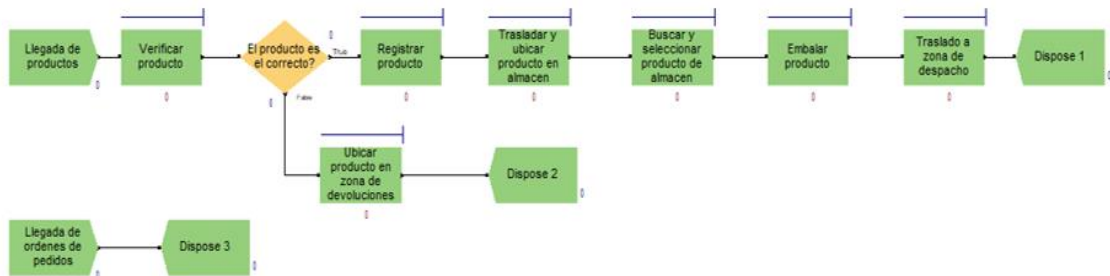 Llegada de
productos
0
Verificar
producto
0
El producto es
el correcto?
0
True
0
False
Registrar
producto
0
Trasladar y
ubicar
producto en
almacen
0
Buscar y
seleccionar
producto de
almacen
0
Embalar
producto
0
Traslado a
zona de
despacho
0
Dispose 1
0
Ubicar
producto en
zona de
devoluciones
0
Dispose 2
0
Llegada de
ordenes de
pedidos
0
Dispose 3
0